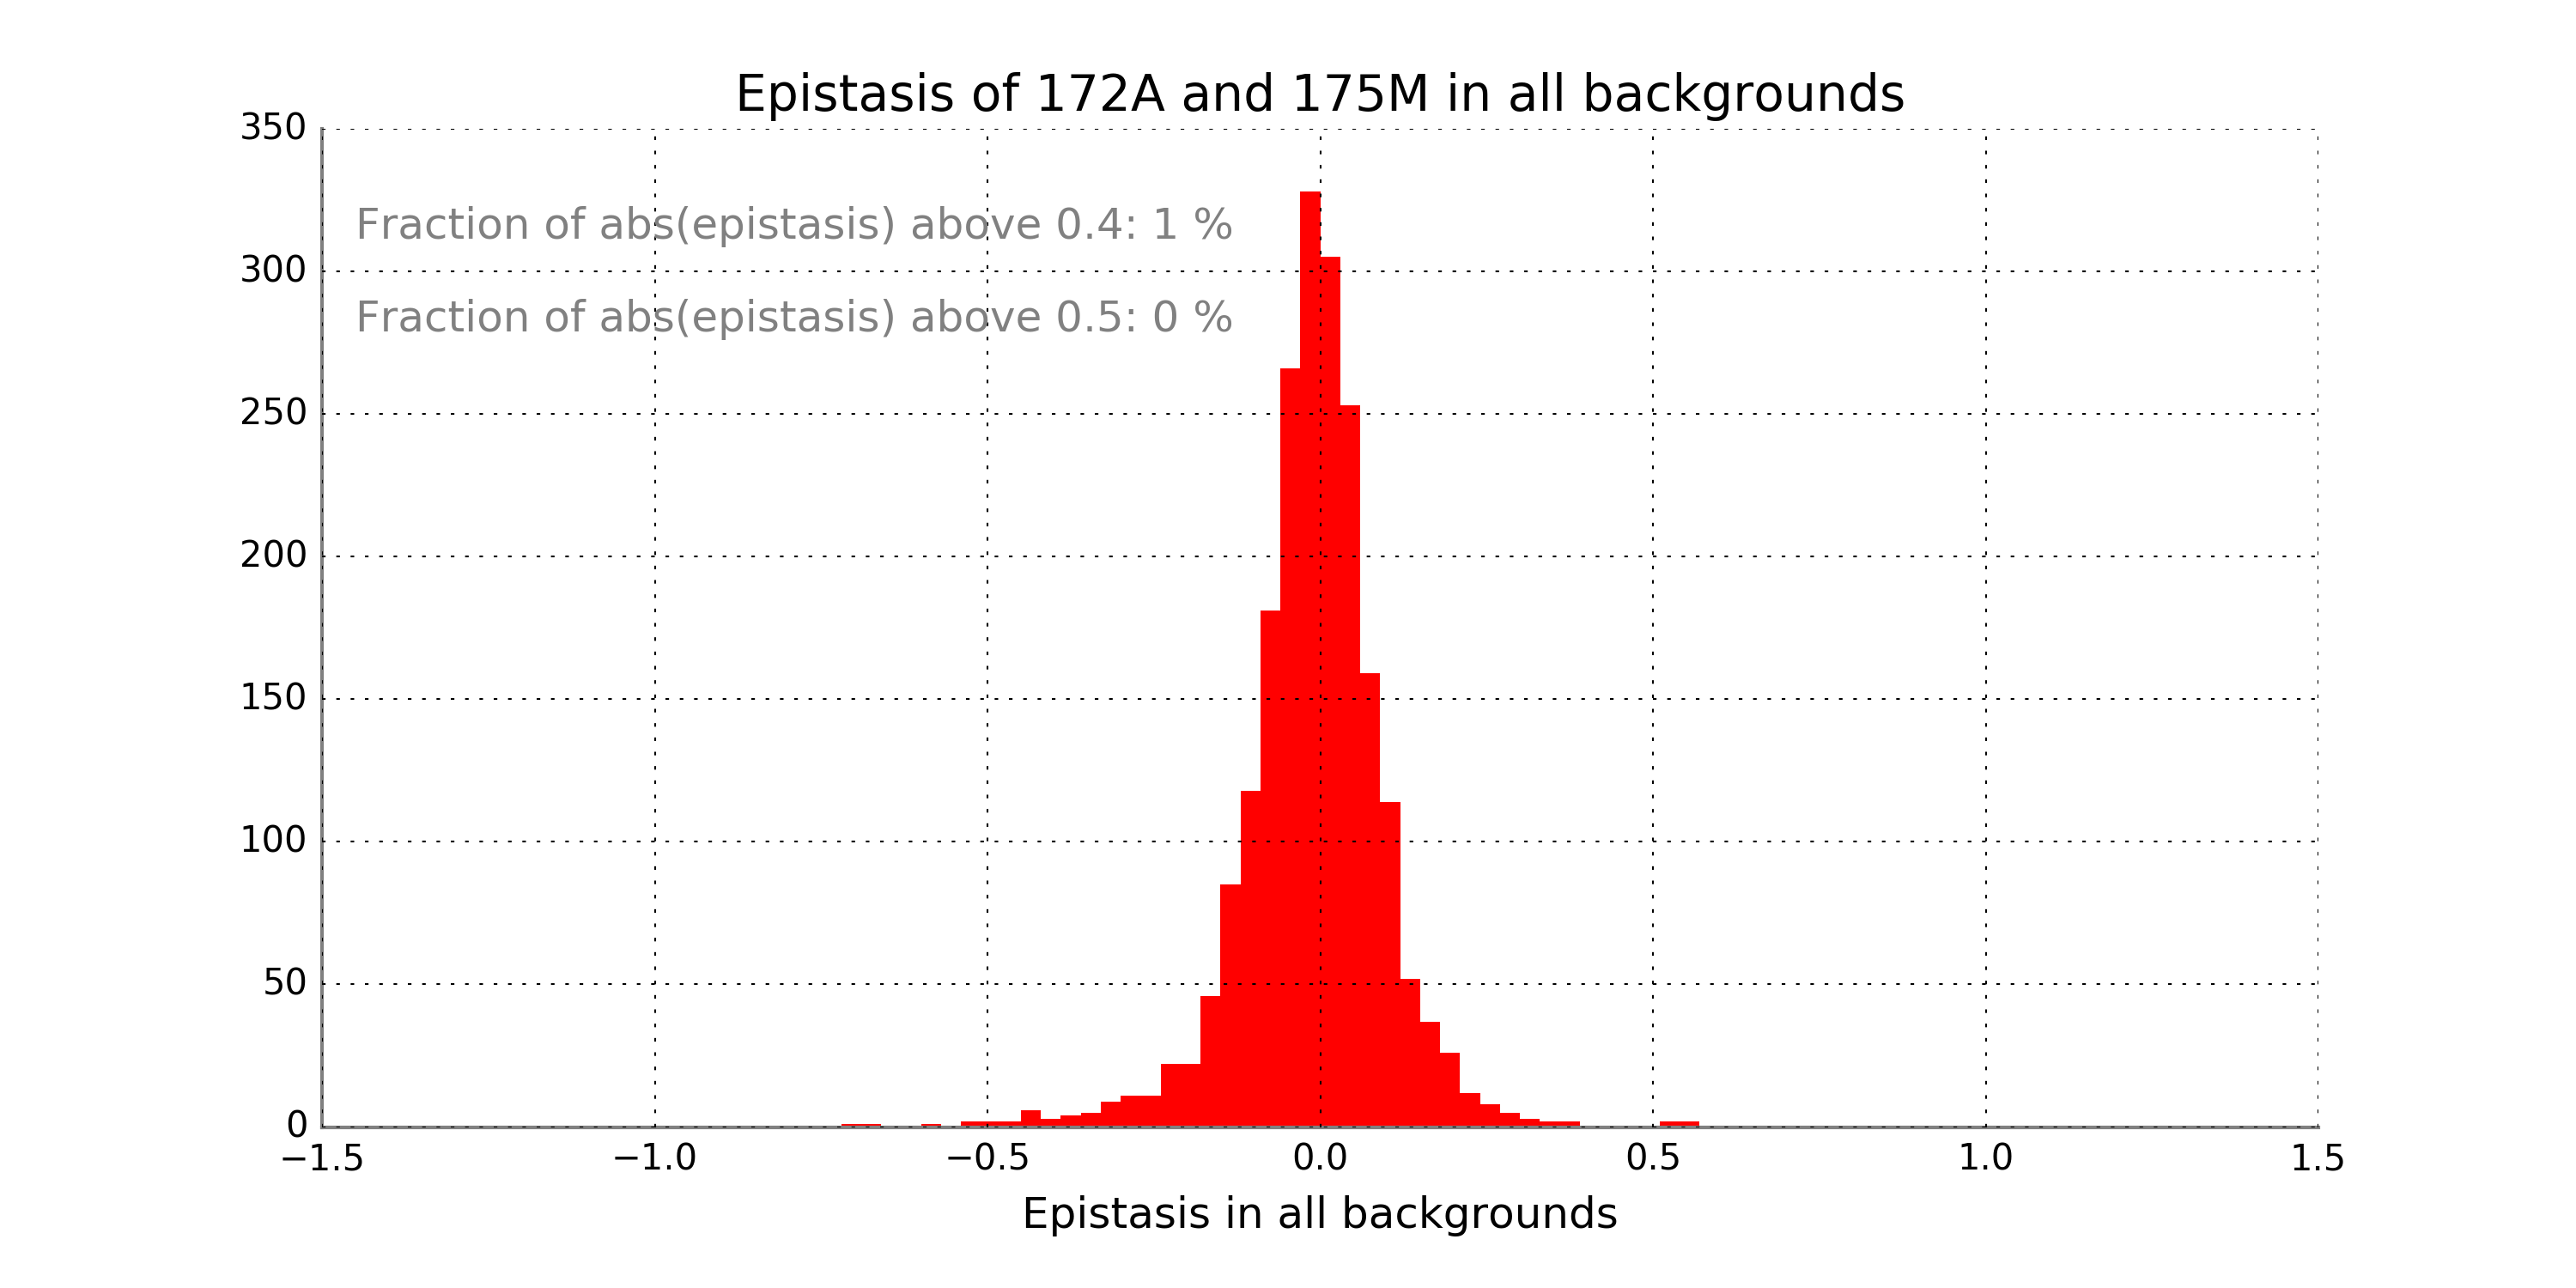 Epistasis of 172A and 175M in all backgrounds
350
Fraction of abs(epistasis) above 0.4: 1 %
300
Fraction of abs(epistasis) above 0.5: 0 %
250
200
150
100
50
0
−1.5 −1.0 −0.5 0.0 0.5 1.0 1.5
Epistasis in all backgrounds